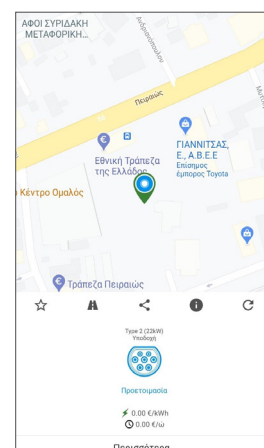 ΑΦΟΙ ΣΥΡΙΔΑΚΗ
ΜΕΤΑΦΟΡΙΚΗ...
Ανδριανόπουλου
Πειραιώς
ΓΙΑΝΝΙΤΣΑΣ,
Ε., Α.Β.Ε.Ε
Επίσημος
έμπορος Toyota
Εθνική Τράπεζα
της Ελλάδος
Κέντρο Ομαλός
Τράπεζα Πειραιώς
Type 2 (22kW)
Υποδοχή
Προετοιμασία
0.00 €/kWh
0.00 €/ώ
Περισσότερα